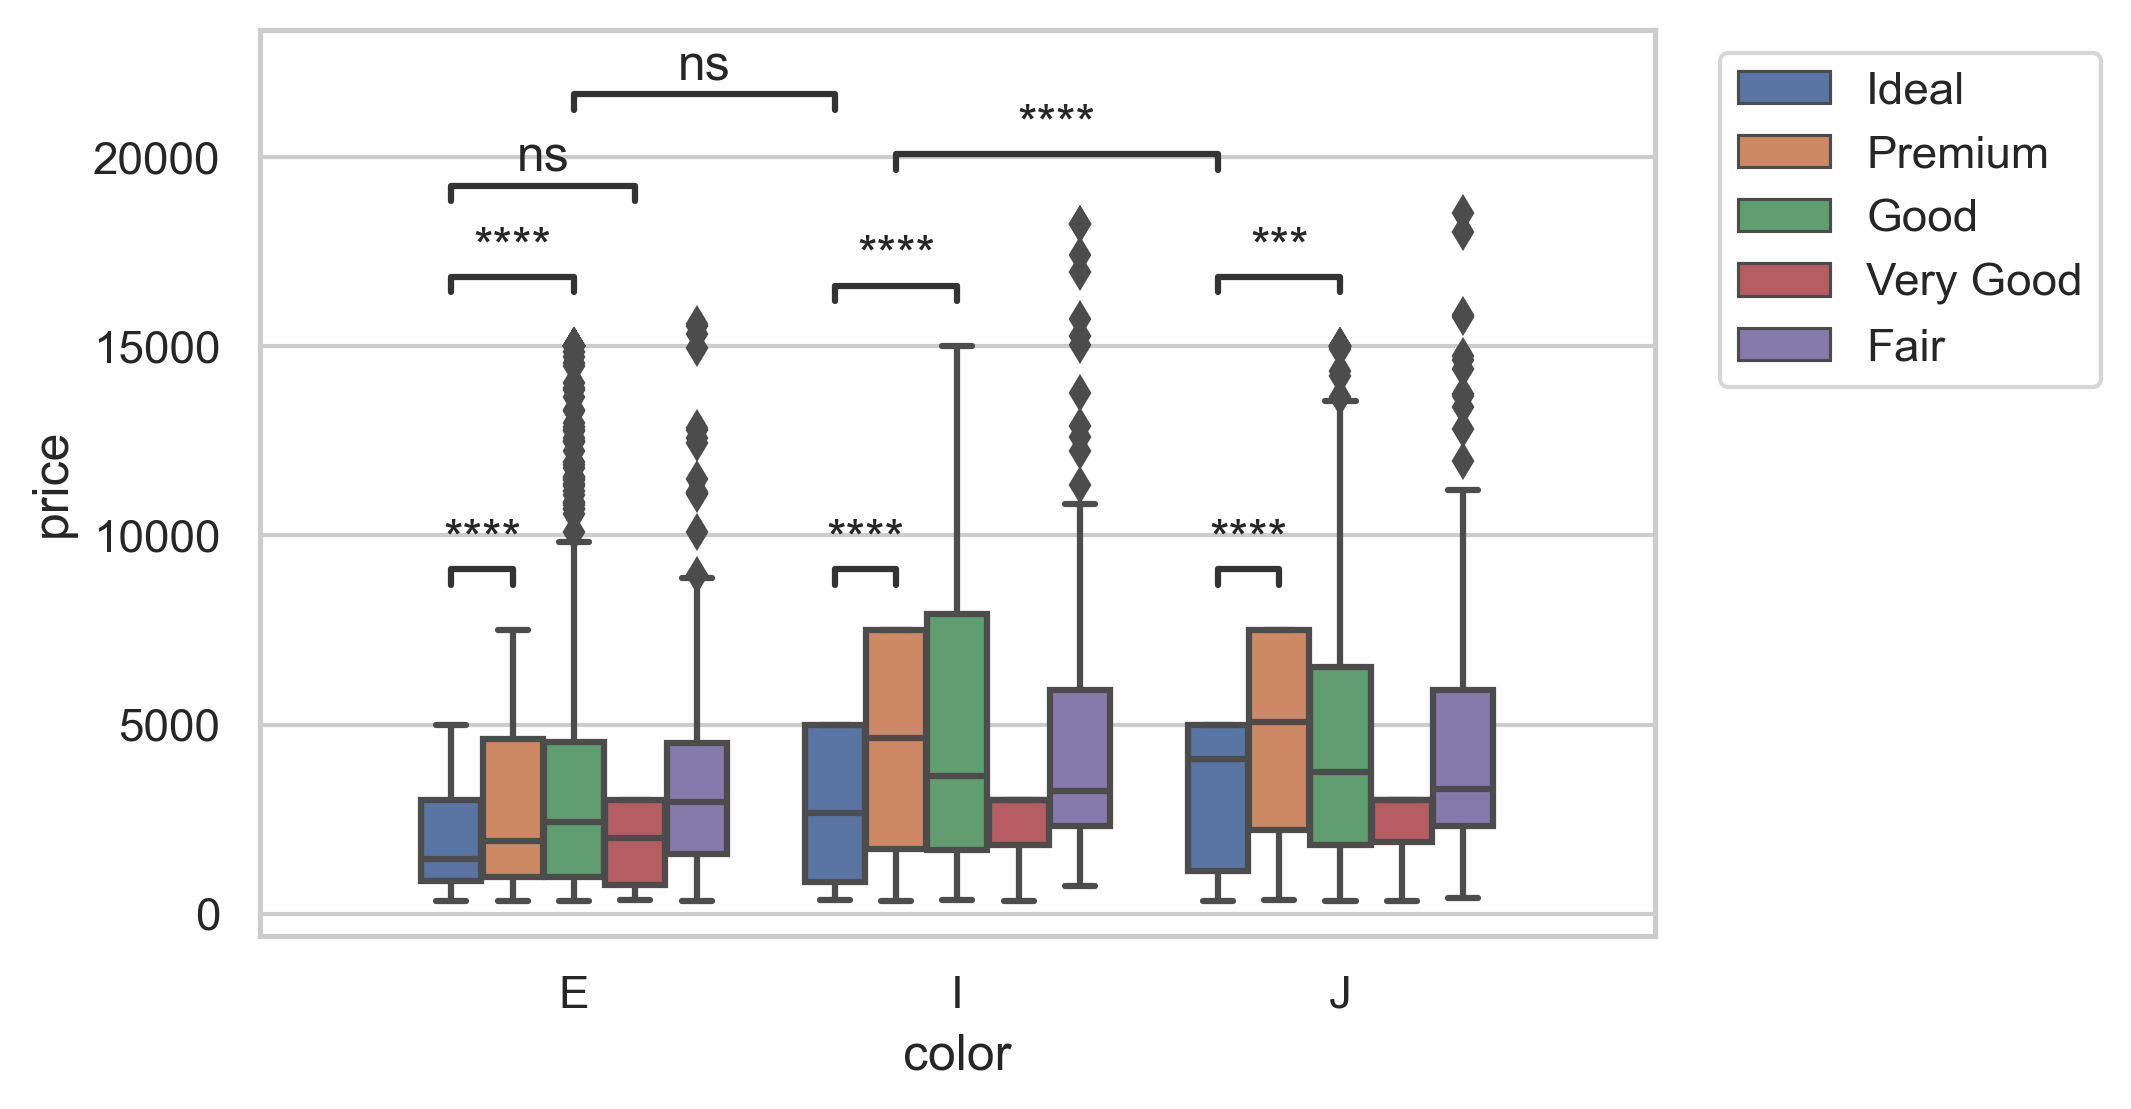 ns
****
ns
****
****
***
****
****
****
20000
15000
10000
5000
0
price
E
I
J
color
Ideal
Premium
Good
Very Good
Fair